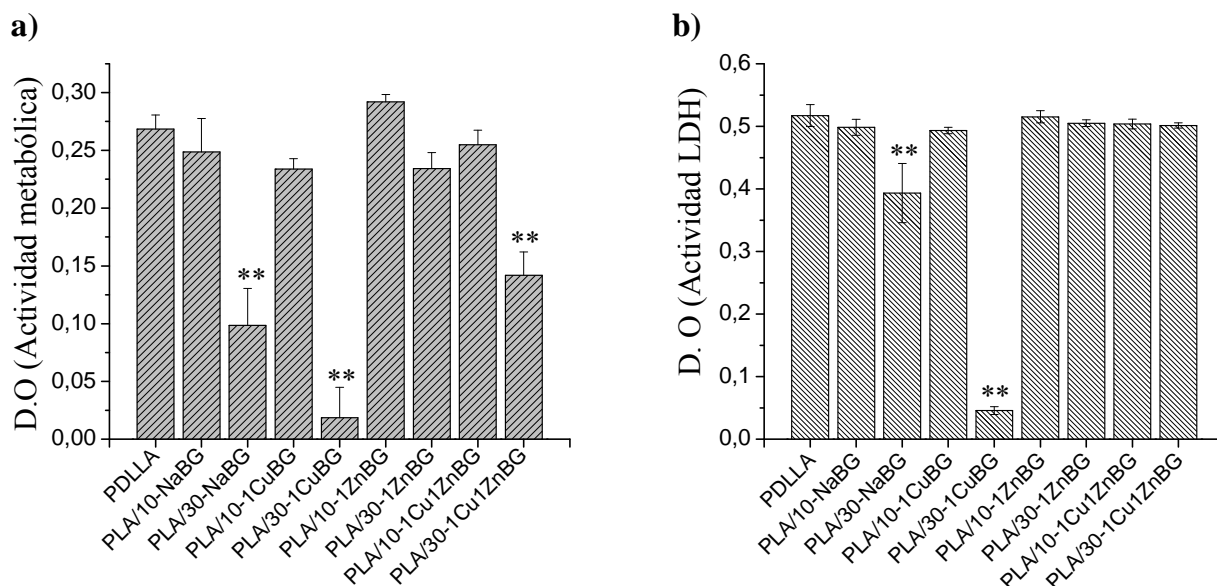 a)
D.O (Actividad metabólica)
0,30
0,25
0,20
0,15
0,10
0,05
0,00
**
**
**
PDLLA
PLA/10-NaBG
PLA/30-NaBG
PLA/10-1CuBG
PLA/30-1CuBG
PLA/10-1ZnBG
PLA/30-1ZnBG
PLA/10-1Cu1ZnBG
PLA/30-1Cu1ZnBG
b)
D. O (Actividad LDH)
0,6
0,5
0,4
0,3
0,2
0,1
0,0
**
**
PDLLA
PLA/10-NaBG
PLA/30-NaBG
PLA/10-1CuBG
PLA/30-1CuBG
PLA/10-1ZnBG
PLA/30-1ZnBG
PLA/10-1Cu1ZnBG
PLA/30-1Cu1ZnBG